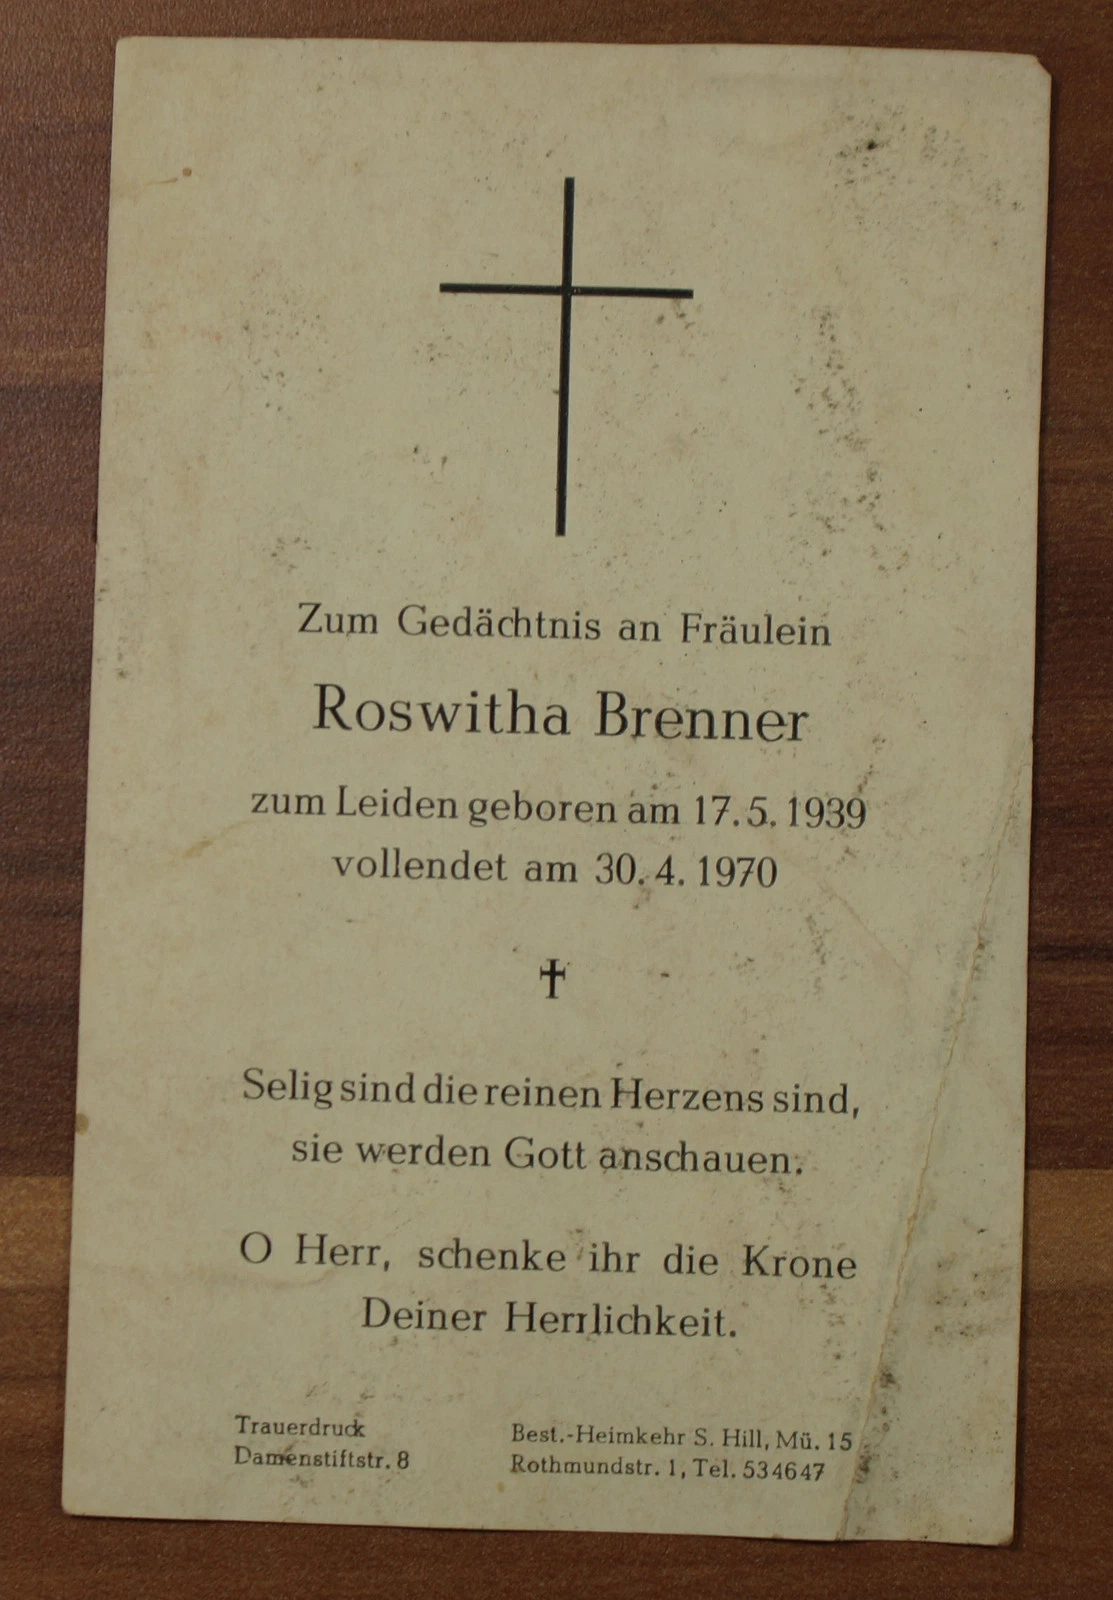 Zum Gedächtnis an Fräulein
Roswitha Brenner
zum Leiden geboren am 17. 5. 1939
vollendet am 30. 4. 1970
✝
Selig sind die reinen Herzens sind,
sie werden Gott anschauen.
O Herr, schenke ihr die Krone
Deiner Herrlichkeit.
Trauerdruck
Damenstiftstr. 8
Best.-Heimkehr S. Hill, Mü. 15
Rothmundstr. 1, Tel. 534647